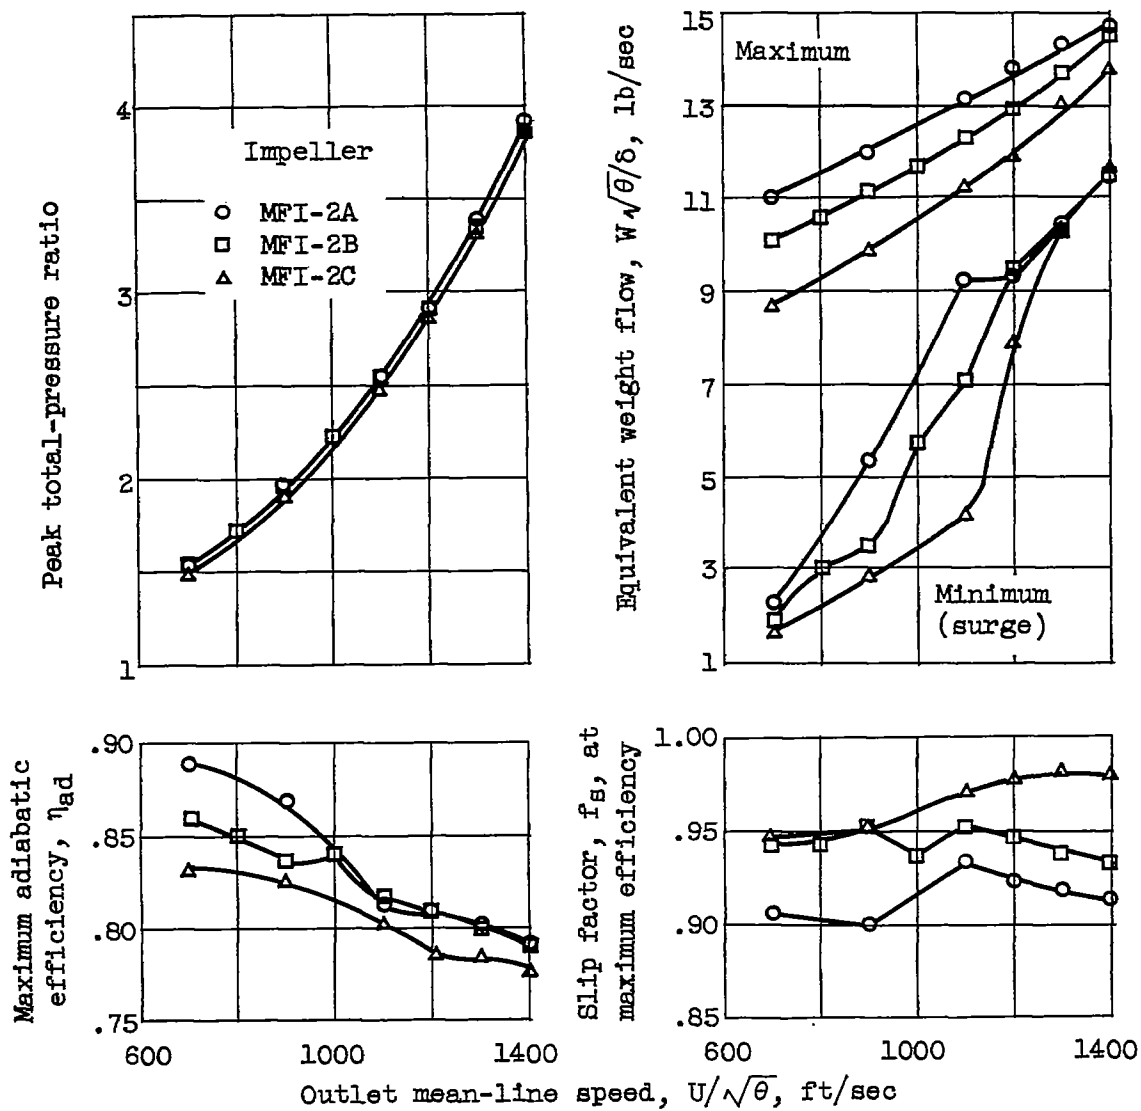 Peak total-pressure ratio
4
3
2
1
Impeller
MFI-2A
MFI-2B
MFI-2C
Equivalent weight flow, W√θ/δ, lb/sec
15
13
11
9
7
5
3
1
Maximum
Minimum
(surge)
Maximum adiabatic
efficiency, ηad
.90
.85
.80
.75
600
1000
1400
Slip factor, fs, at
maximum efficiency
1.00
.95
.90
.85
600
1000
1400
Outlet mean-line speed, U/√θ, ft/sec